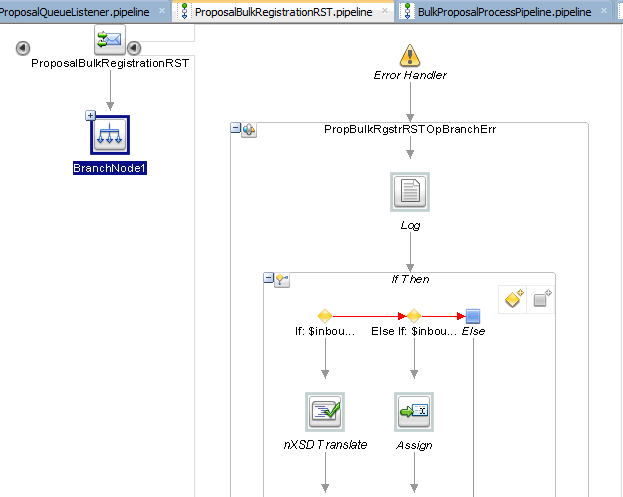 ProposalQueueListener.pipeline
ProposalBulkRegistrationRST.pipeline
BulkProposalProcessPipeline.pipeline
ProposalBulkRegistrationRST
BranchNode1
Error Handler
PropBulkRgstrRSTOpBranchErr
Log
If Then
If: $inbou...
Else If: $inbou...
Else
nXSD Translate
Assign